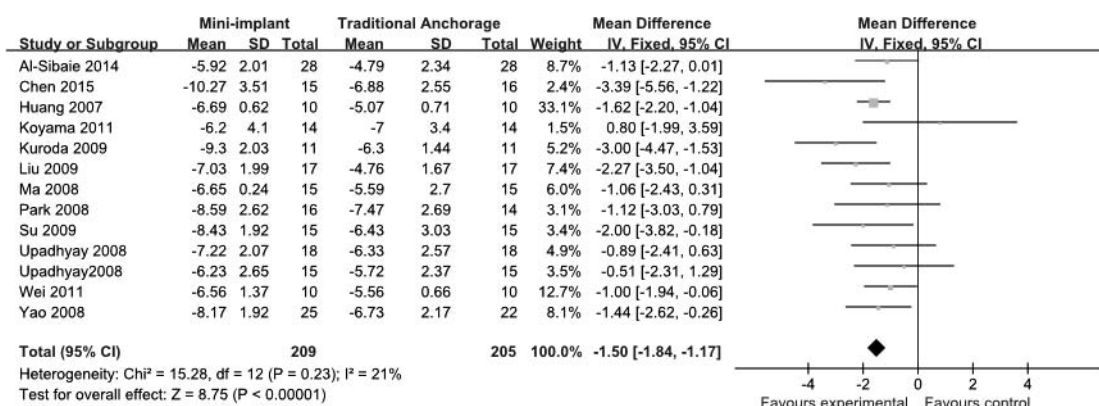 Mini-implant Traditional Anchorage Mean Difference Mean Difference
Study or Subgroup Mean SD Total Mean SD Total Weight IV, Fixed, 95% CI IV, Fixed, 95% CI
Al-Sibaie 2014 -5.92 2.01 28 -4.79 2.34 28 8.7% -1.13 [-2.27, 0.01]
Chen 2015 -10.27 3.51 15 -6.88 2.55 16 2.4% -3.39 [-5.56, -1.22]
Huang 2007 -6.69 0.62 10 -5.07 0.71 10 33.1% -1.62 [-2.20, -1.04]
Koyama 2011 -6.2 4.1 14 -7 3.4 14 1.5% 0.80 [-1.99, 3.59]
Kuroda 2009 -9.3 2.03 11 -6.3 1.44 11 5.2% -3.00 [-4.47, -1.53]
Liu 2009 -7.03 1.99 17 -4.76 1.67 17 7.4% -2.27 [-3.50, -1.04]
Ma 2008 -6.65 0.24 15 -5.59 2.7 15 6.0% -1.06 [-2.43, 0.31]
Park 2008 -8.59 2.62 16 -7.47 2.69 14 3.1% -1.12 [-3.03, 0.79]
Su 2009 -8.43 1.92 15 -6.43 3.03 15 3.4% -2.00 [-3.82, -0.18]
Upadhyay 2008 -7.22 2.07 18 -6.33 2.57 18 4.9% -0.89 [-2.41, 0.63]
Upadhyay2008 -6.23 2.65 15 -5.72 2.37 15 3.5% -0.51 [-2.31, 1.29]
Wei 2011 -6.56 1.37 10 -5.56 0.66 10 12.7% -1.00 [-1.94, -0.06]
Yao 2008 -8.17 1.92 25 -6.73 2.17 22 8.1% -1.44 [-2.62, -0.26]
Total (95% CI) 209 205 100.0% -1.50 [-1.84, -1.17]
Heterogeneity: Chi² = 15.28, df = 12 (P = 0.23); I² = 21%
Test for overall effect: Z = 8.75 (P < 0.00001)
-4 -2 0 2 4
Favours experimental Favours control